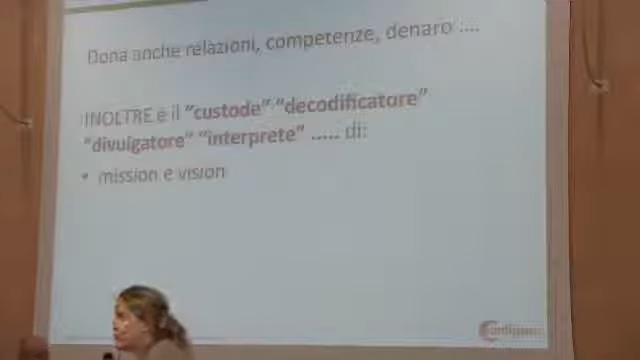 Dona anche relazioni, competenze, denaro :....
INOLTRE è il "custode" "decodificatore"
"divulgatore" "interprete" ..... di:
• mission e vision